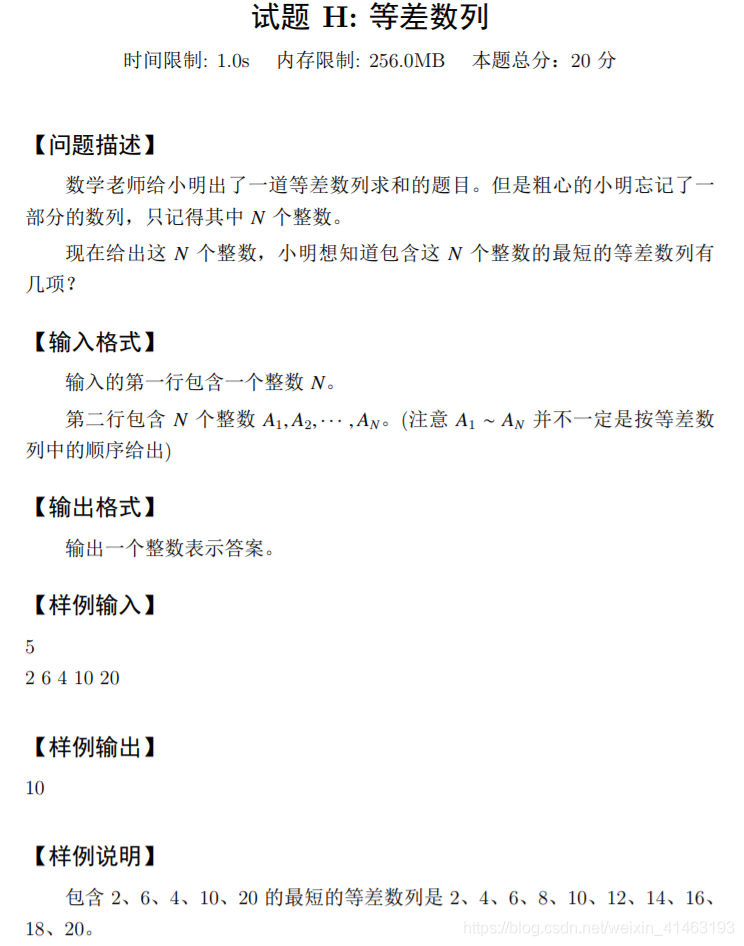 试题 H: 等差数列
时间限制: 1.0s 内存限制: 256.0MB 本题总分：20 分
【问题描述】
数学老师给小明出了一道等差数列求和的题目。但是粗心的小明忘记了一
部分的数列，只记得其中 N 个整数。
现在给出这 N 个整数，小明想知道包含这 N 个整数的最短的等差数列有
几项？
【输入格式】
输入的第一行包含一个整数 N。
第二行包含 N 个整数 A1, A2, ··· , AN。(注意 A1 ∼ AN 并不一定是按等差数
列中的顺序给出)
【输出格式】
输出一个整数表示答案。
【样例输入】
5
2 6 4 10 20
【样例输出】
10
【样例说明】
包含 2、6、4、10、20 的最短的等差数列是 2、4、6、8、10、12、14、16、
18、20。
https://blog.csdn.net/weixin_41463193